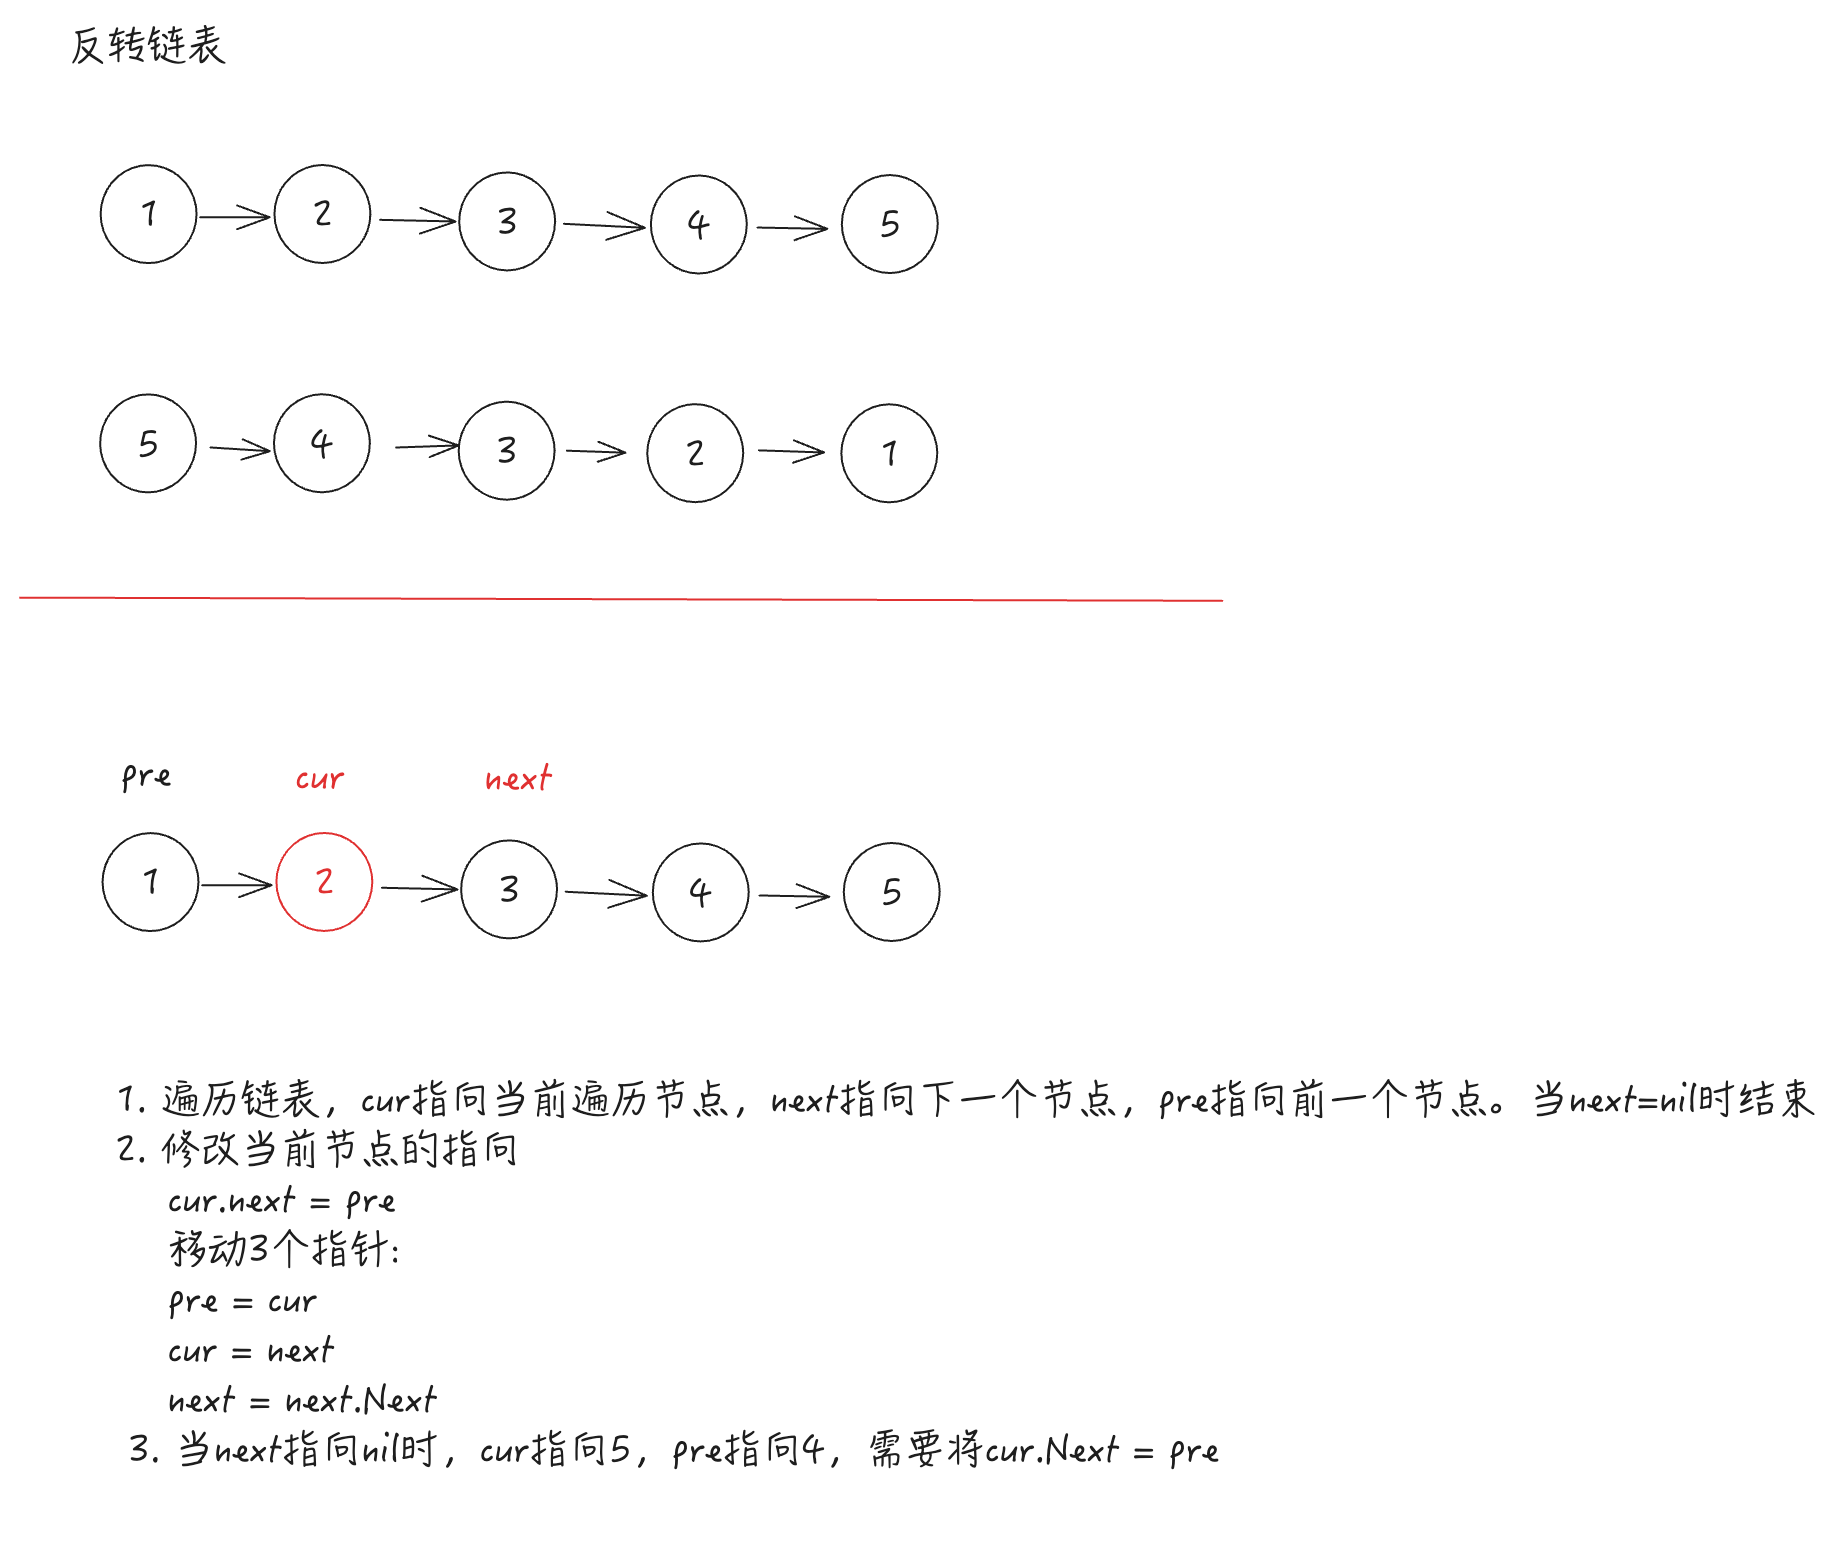 反转链表
1 2 3 4 5
5 4 3 2 1
pre cur next
1 2 3 4 5
1. 遍历链表，cur指向当前遍历节点，next指向下一个节点，pre指向前一个节点。当next=nil时结束
2. 修改当前节点的指向
cur.next = pre
移动3个指针：
pre = cur
cur = next
next = next.Next
3. 当next指向nil时，cur指向5，pre指向4，需要将cur.Next = pre